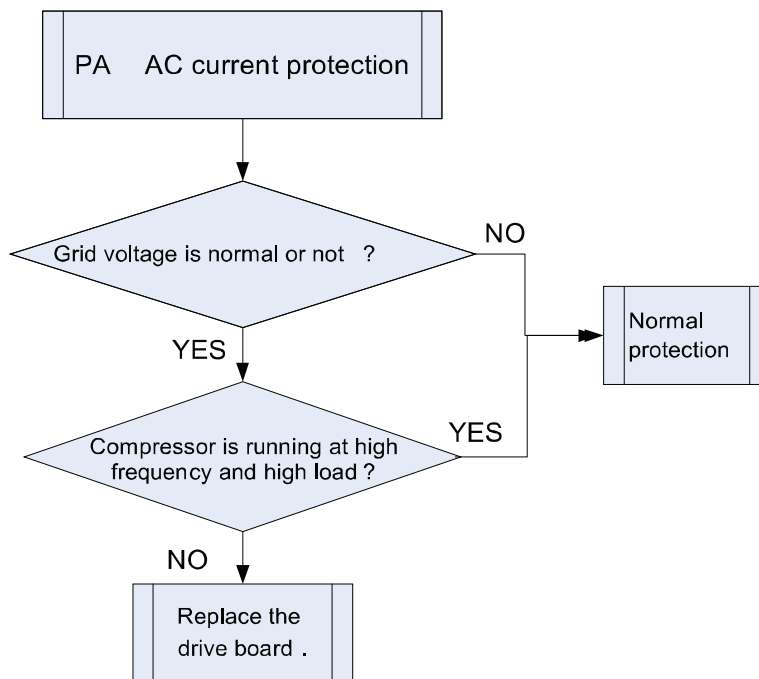 PA AC current protection
Grid voltage is normal or not ?
NO
Normal
protection
YES
Compressor is running at high
frequency and high load ?
YES
NO
Replace the
drive board .